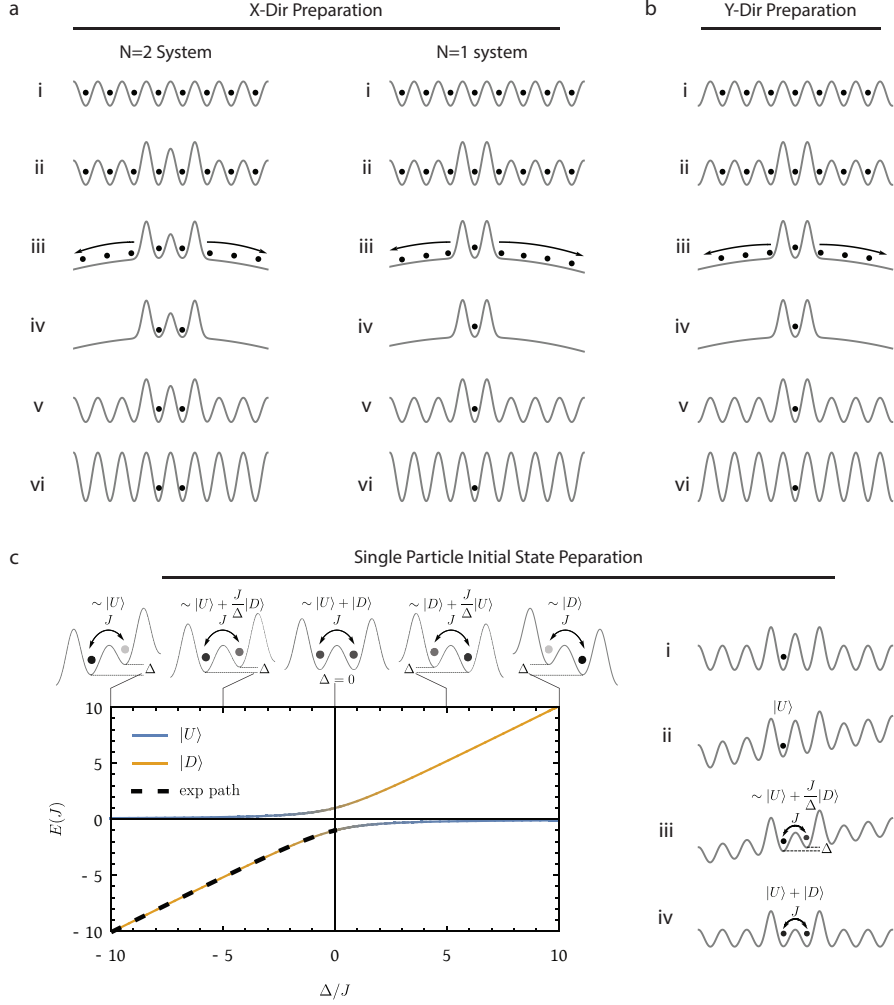 a
X-Dir Preparation
N=2 System
N=1 system
i
i
ii
ii
iii
iii
iv
iv
v
v
vi
vi
b
Y-Dir Preparation
i
ii
iii
iv
v
vi
c
Single Particle Initial State Peparation
∼ |U⟩
J
Δ
∼ |U⟩ + J/Δ |D⟩
J
Δ
∼ |U⟩ + |D⟩
J
Δ = 0
∼ |D⟩ + J/Δ |U⟩
J
Δ
∼ |D⟩
J
Δ
E(J)
10
5
0
- 5
- 10
|U⟩
|D⟩
exp path
- 10
- 5
0
5
10
Δ/J
i
ii
|U⟩
iii
∼ |U⟩ + J/Δ |D⟩
J
Δ
iv
|U⟩ + |D⟩
J